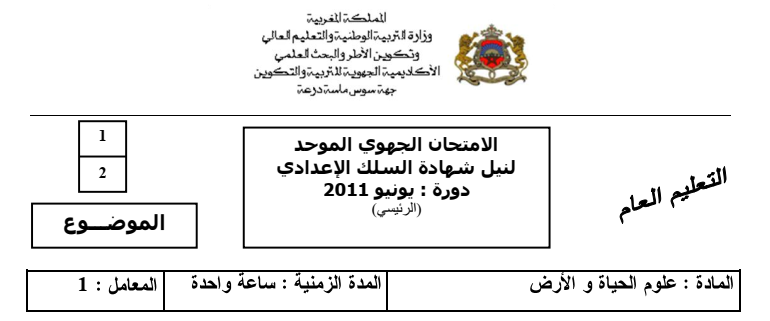 المملكة المغربية
وزارة التربية الوطنية والتعليم العالي
وتكوين الأطر والبحث العلمي
الأكاديمية الجهوية للتربية والتكوين
جهة سوس ماسة درعة
الامتحان الجهوي الموحد
لنيل شهادة السلك الإعدادي
دورة : يونيو 2011
(الرئيسي)
التعليم العام
1
2
الموضـــوع
المادة : علوم الحياة و الأرض
المدة الزمنية : ساعة واحدة
المعامل : 1